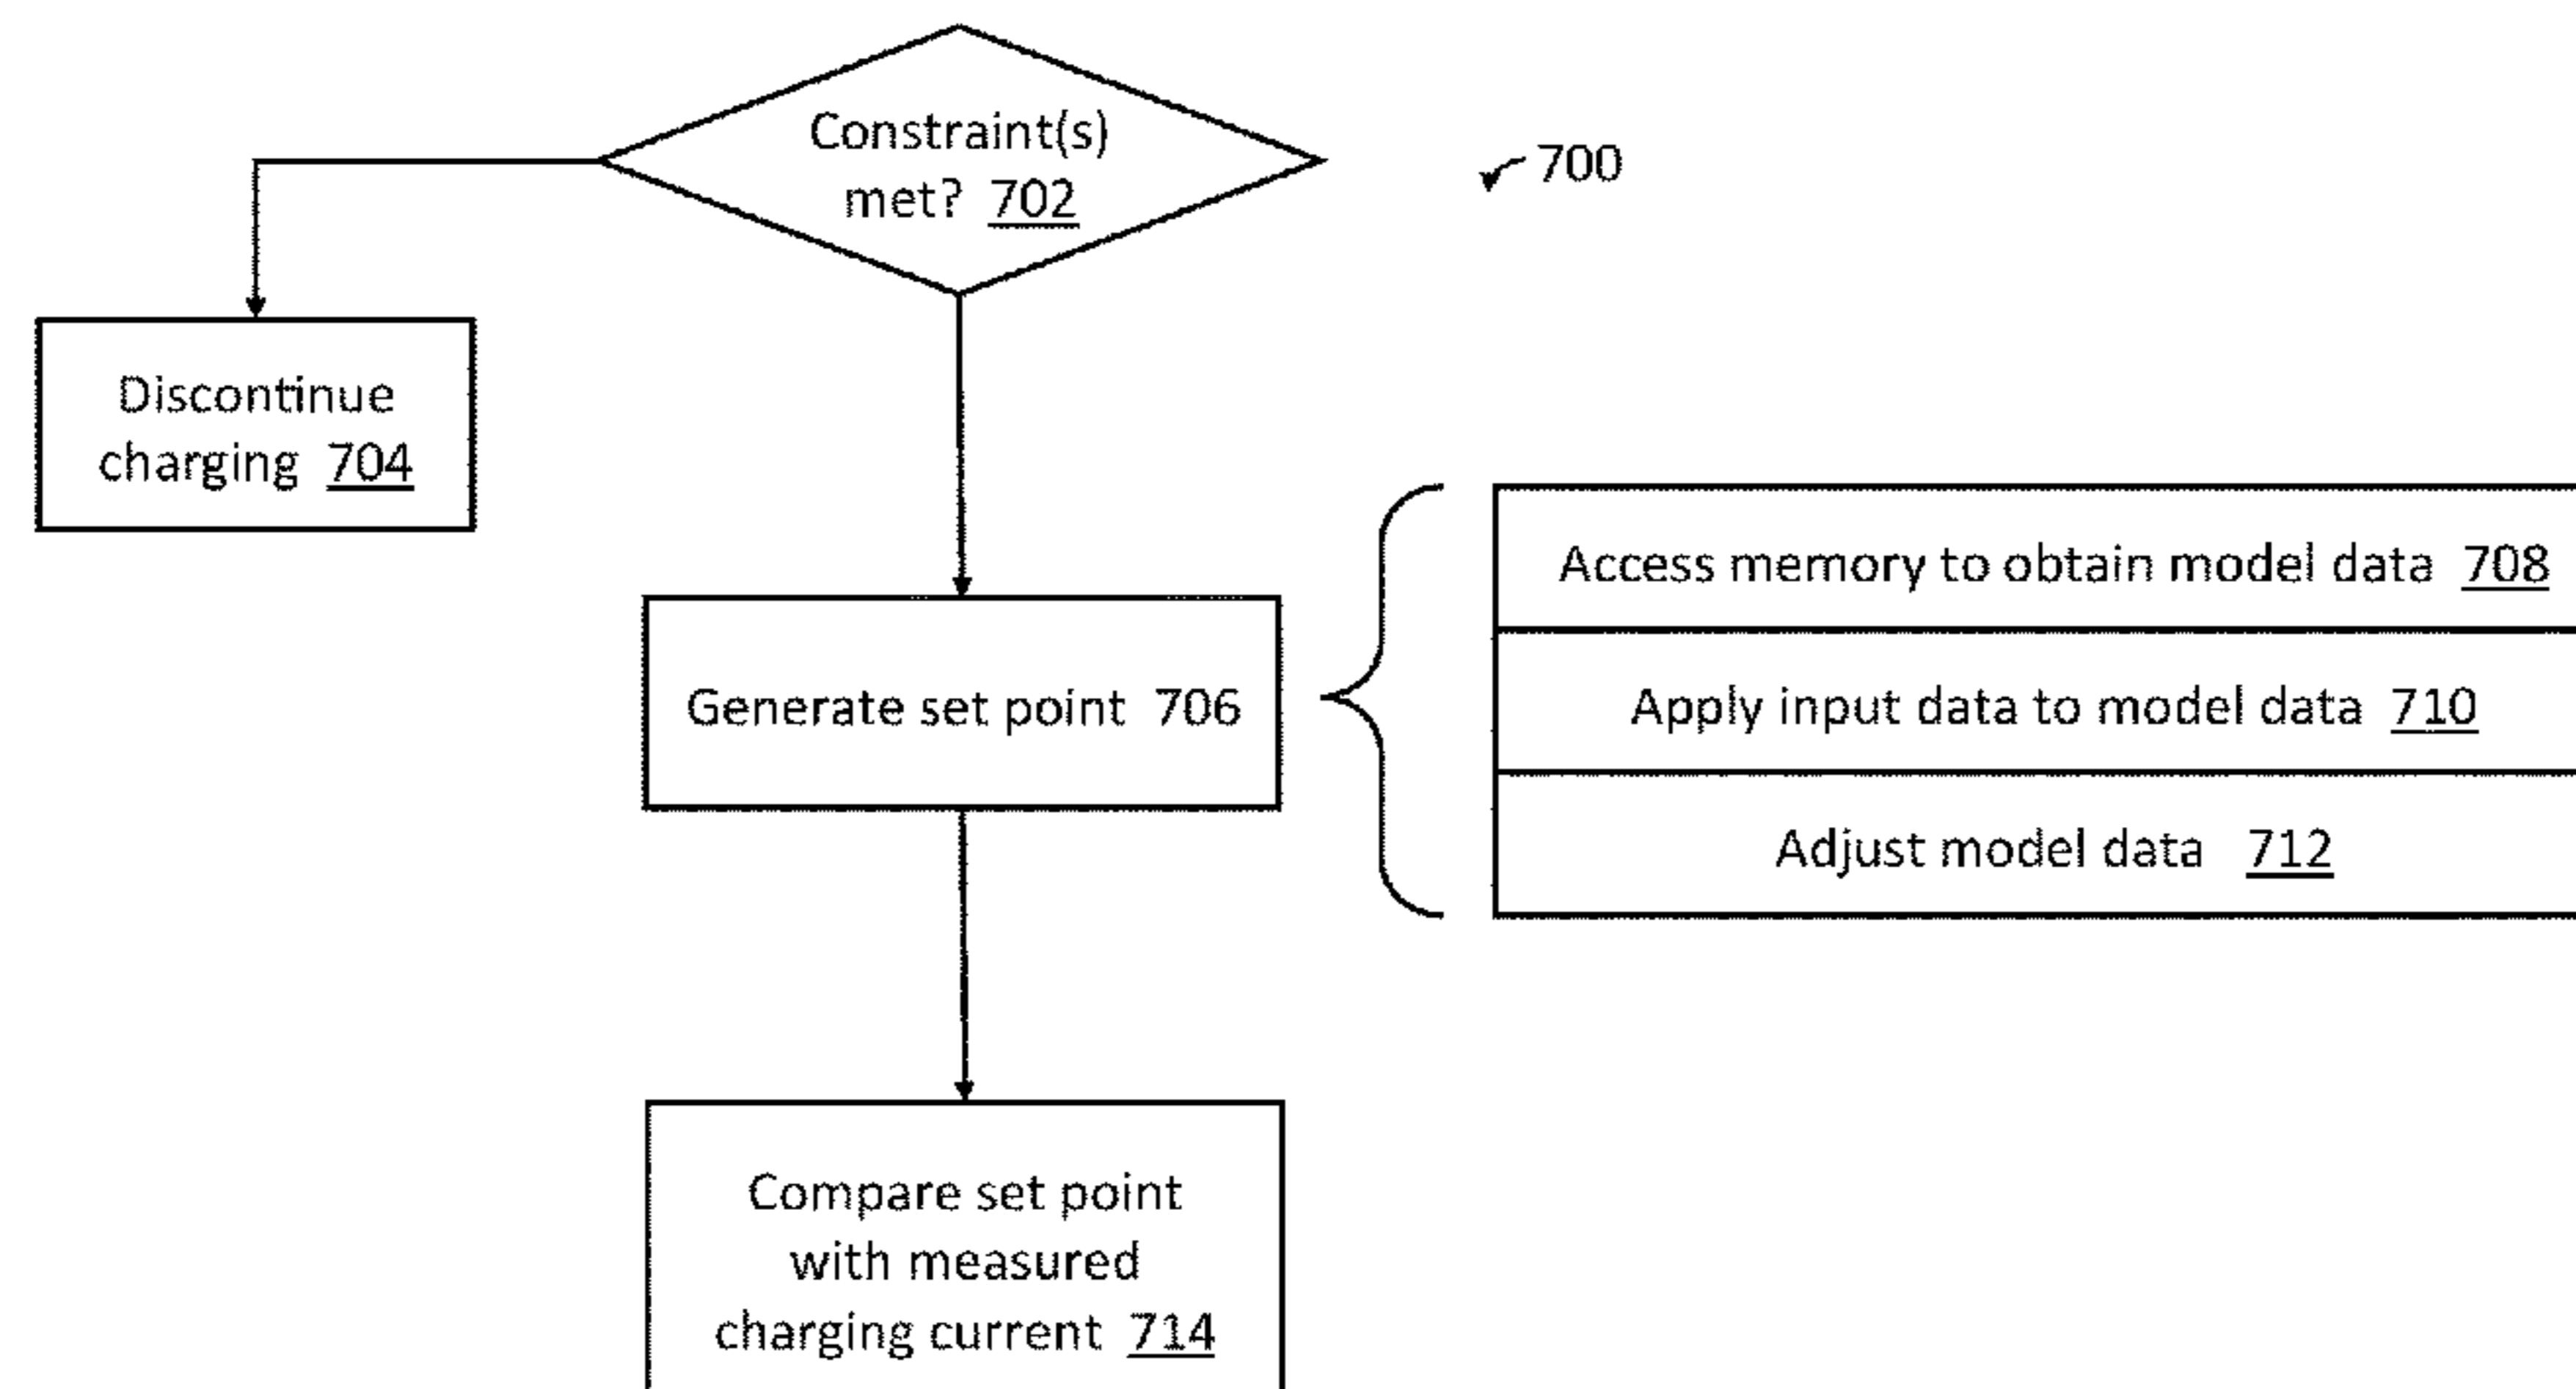 Constraint(s)
met? 702
700
Discontinue
charging 704
Access memory to obtain model data 708
Generate set point 706
Apply input data to model data 710
Adjust model data 712
Compare set point
with measured
charging current 714